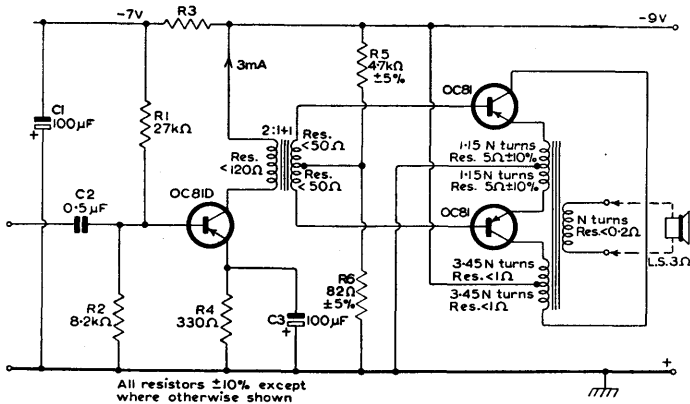 -7V
R3
-9V
3mA
R5
4·7kΩ
±5%
OC81
C1
100μF
+
R1
27kΩ
2:1+1
Res.
<120Ω
Res.
<50Ω
<50Ω
Res.
1·15 N turns
Res. 5Ω±10%
1·15 N turns
Res. 5Ω±10%
C2
0·5μF
OC81D
OC81
N turns
Res.<0·2Ω
L.S.3Ω
R2
8·2kΩ
R4
330Ω
C3
100μF
+
R6
82Ω
±5%
3·45 N turns
Res.<1Ω
3·45 N turns
Res.<1Ω
+
All resistors ±10% except
where otherwise shown